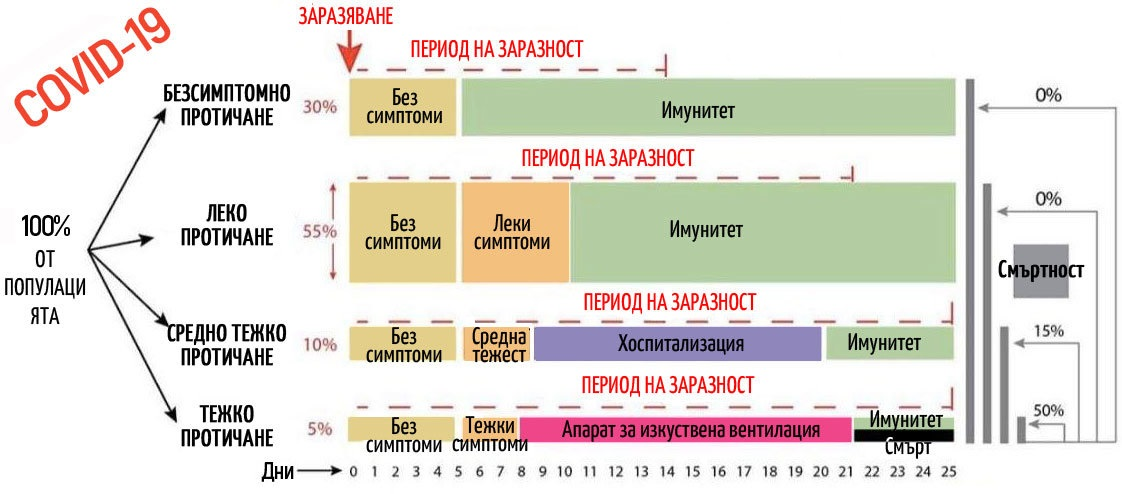 COVID-19
ЗАРАЗЯВАНЕ
ПЕРИОД НА ЗАРАЗНОСТ
БЕЗСИМПТОМНО
ПРОТИЧАНЕ
30%
Без
симптоми
Имунитет
0%
ПЕРИОД НА ЗАРАЗНОСТ
100%
ОТ
ПОПУЛАЦИ
ЯТА
ЛЕКО
ПРОТИЧАНЕ
55%
Без
симптоми
Леки
симптоми
Имунитет
0%
Смъртност
ПЕРИОД НА ЗАРАЗНОСТ
СРЕДНО ТЕЖКО
ПРОТИЧАНЕ
10%
Без
симптоми
Средна
тежест
Хоспитализация
Имунитет
15%
ПЕРИОД НА ЗАРАЗНОСТ
ТЕЖКО
ПРОТИЧАНЕ
5%
Без
симптоми
Тежки
симптоми
Апарат за изкуствена вентилация
Имунитет
Смърт
50%
Дни 0 1 2 3 4 5 6 7 8 9 10 11 12 13 14 15 16 17 18 19 20 21 22 23 24 25